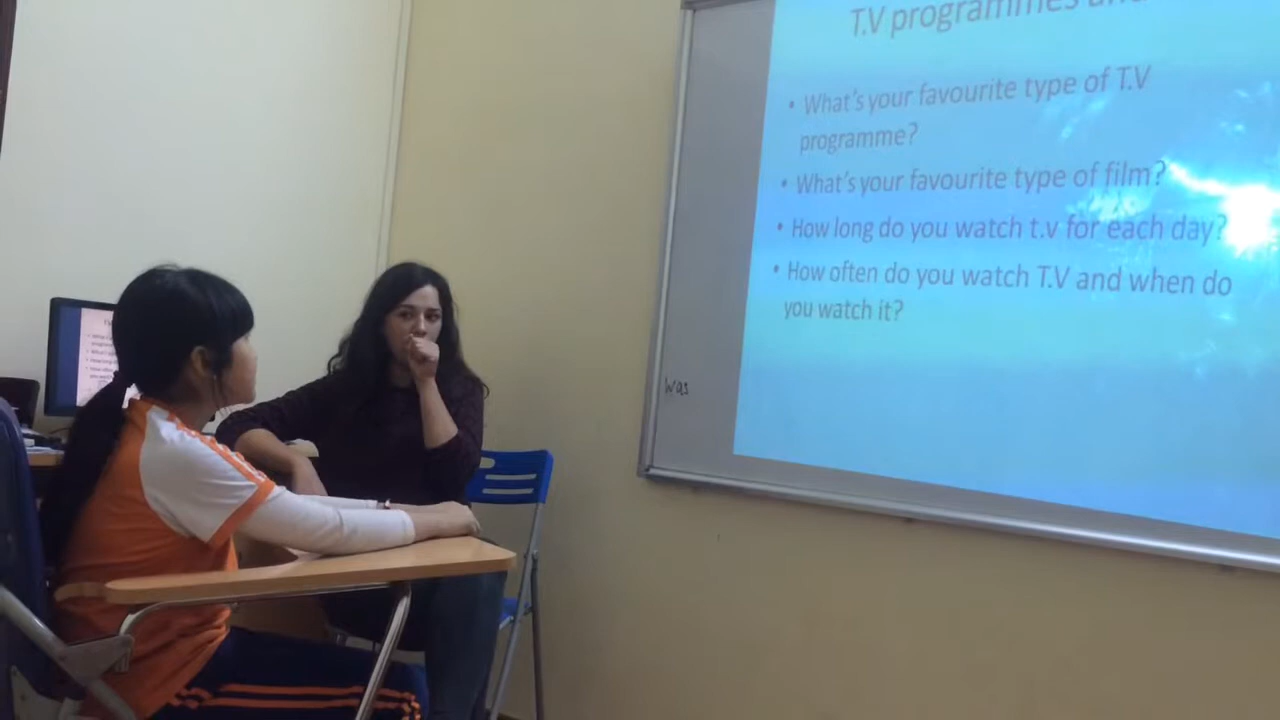 T.V programmes and
• What's your favourite type of T.V
programme?
• What's your favourite type of film?
• How long do you watch t.v for each day?
• How often do you watch T.V and when do
you watch it?
was